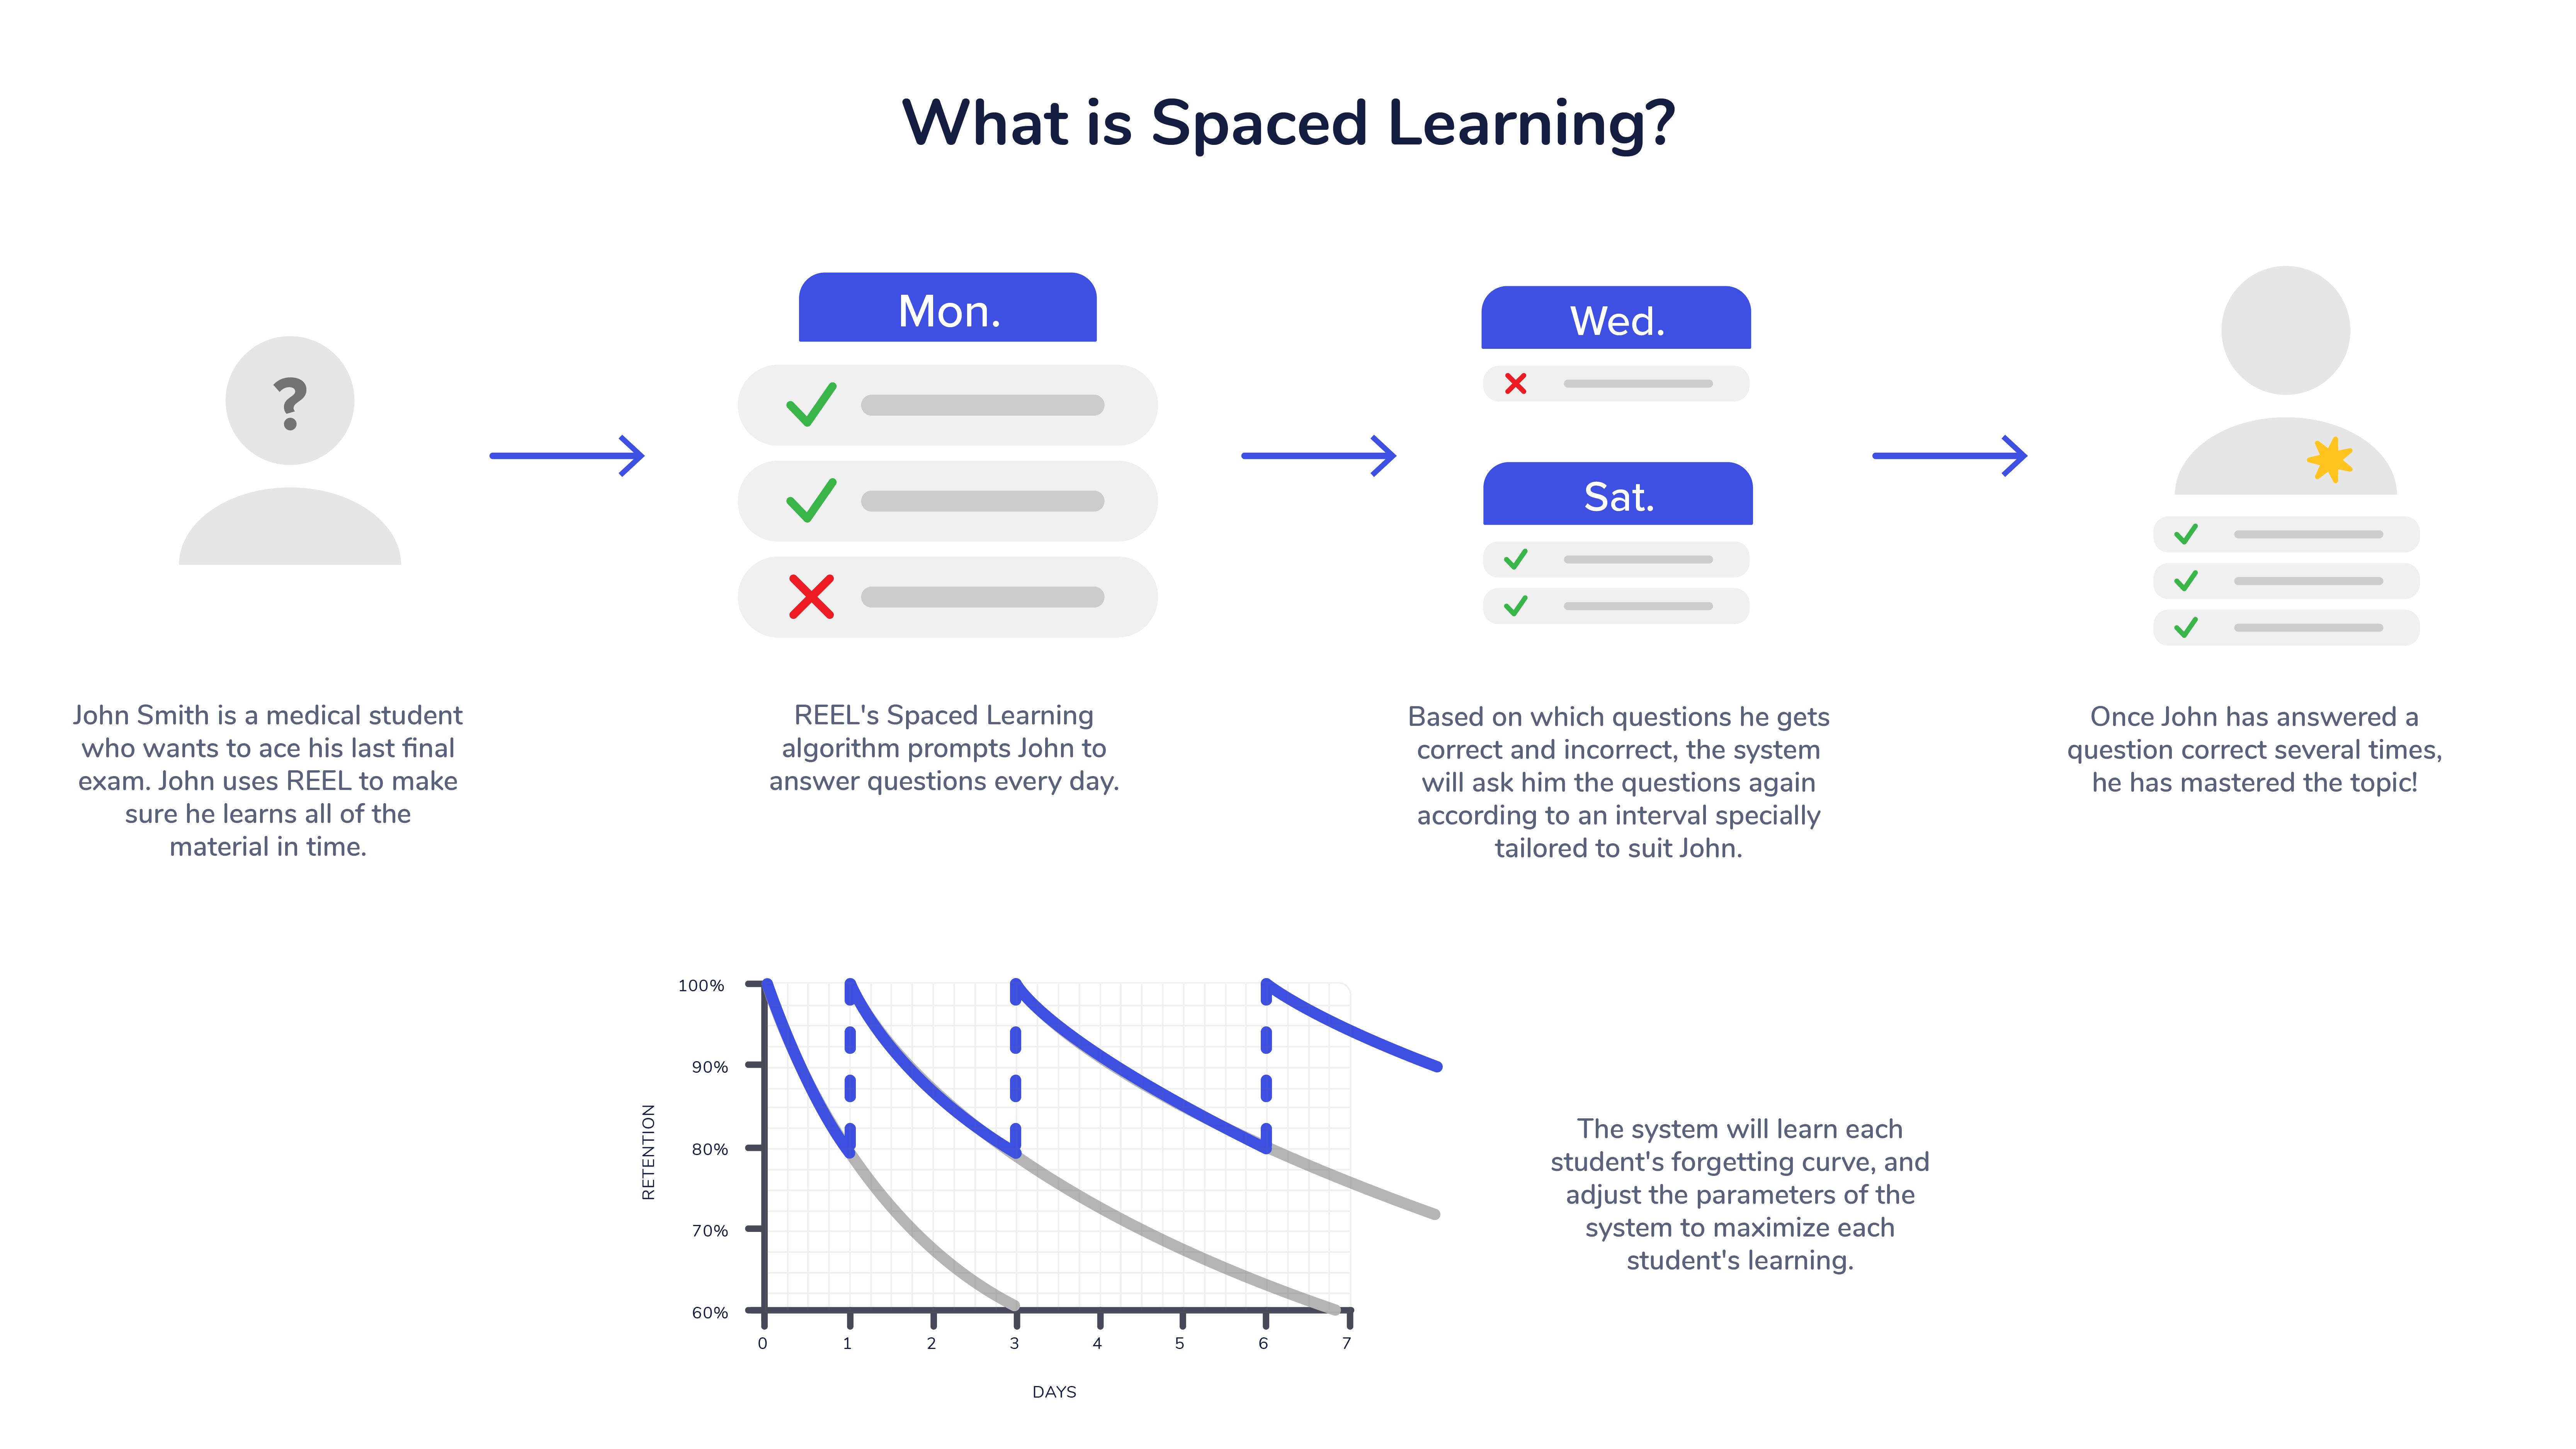 What is Spaced Learning?
?
Mon.
Wed.
Sat.
John Smith is a medical student
who wants to ace his last final
exam. John uses REEL to make
sure he learns all of the
material in time.
REEL's Spaced Learning
algorithm prompts John to
answer questions every day.
Based on which questions he gets
correct and incorrect, the system
will ask him the questions again
according to an interval specially
tailored to suit John.
Once John has answered a
question correct several times,
he has mastered the topic!
RETENTION
100%
90%
80%
70%
60%
0 1 2 3 4 5 6 7
DAYS
The system will learn each
student's forgetting curve, and
adjust the parameters of the
system to maximize each
student's learning.